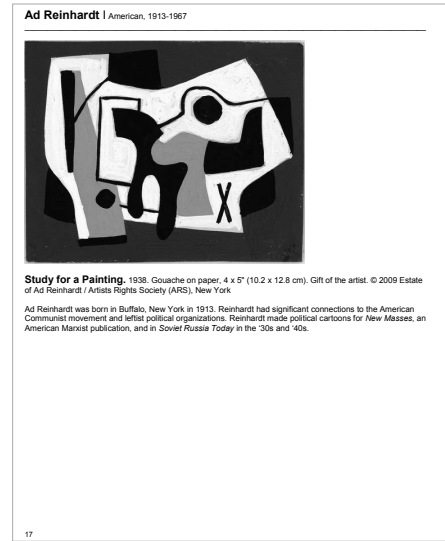 Ad Reinhardt | American, 1913-1967
Study for a Painting. 1938. Gouache on paper, 4 x 5" (10.2 x 12.8 cm). Gift of the artist. © 2009 Estate
of Ad Reinhardt / Artists Rights Society (ARS), New York
Ad Reinhardt was born in Buffalo, New York in 1913. Reinhardt had significant connections to the American
Communist movement and leftist political organizations. Reinhardt made political cartoons for New Masses, an
American Marxist publication, and in Soviet Russia Today in the '30s and '40s.
17